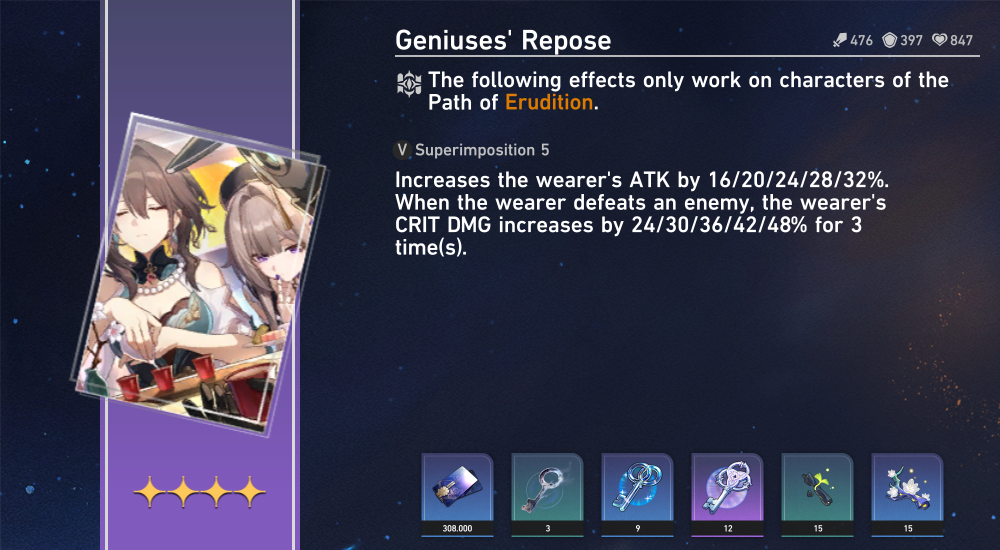 Geniuses' Repose
476 397 847
The following effects only work on characters of the
Path of Erudition.
V Superimposition 5
Increases the wearer's ATK by 16/20/24/28/32%.
When the wearer defeats an enemy, the wearer's
CRIT DMG increases by 24/30/36/42/48% for 3
time(s).
308.000 3 9 12 15 15